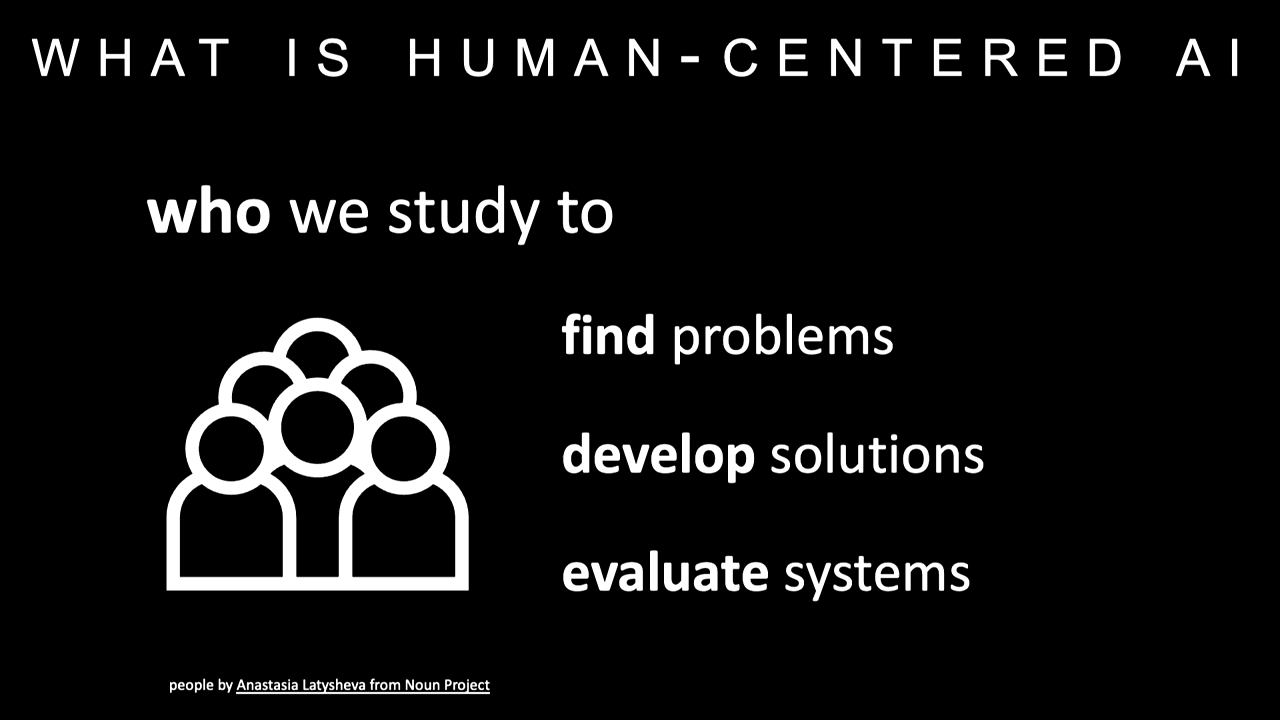 WHAT IS HUMAN-CENTERED AI
who we study to
find problems
develop solutions
evaluate systems
people by Anastasia Latysheva from Noun Project